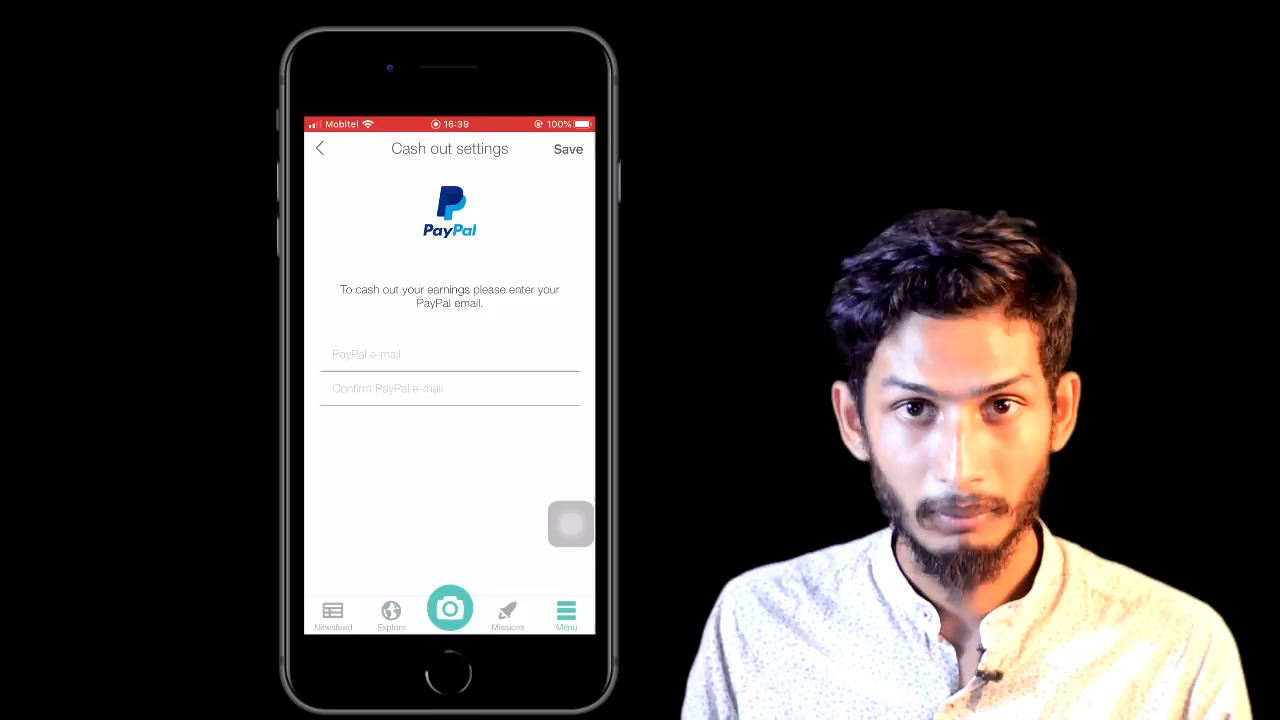 Mobitel 16:39 100%
Cash out settings Save
PayPal
To cash out your earnings please enter your
PayPal email.
PayPal e-mail
Confirm PayPal e-mail
Newsfeed Explore Missions Menu